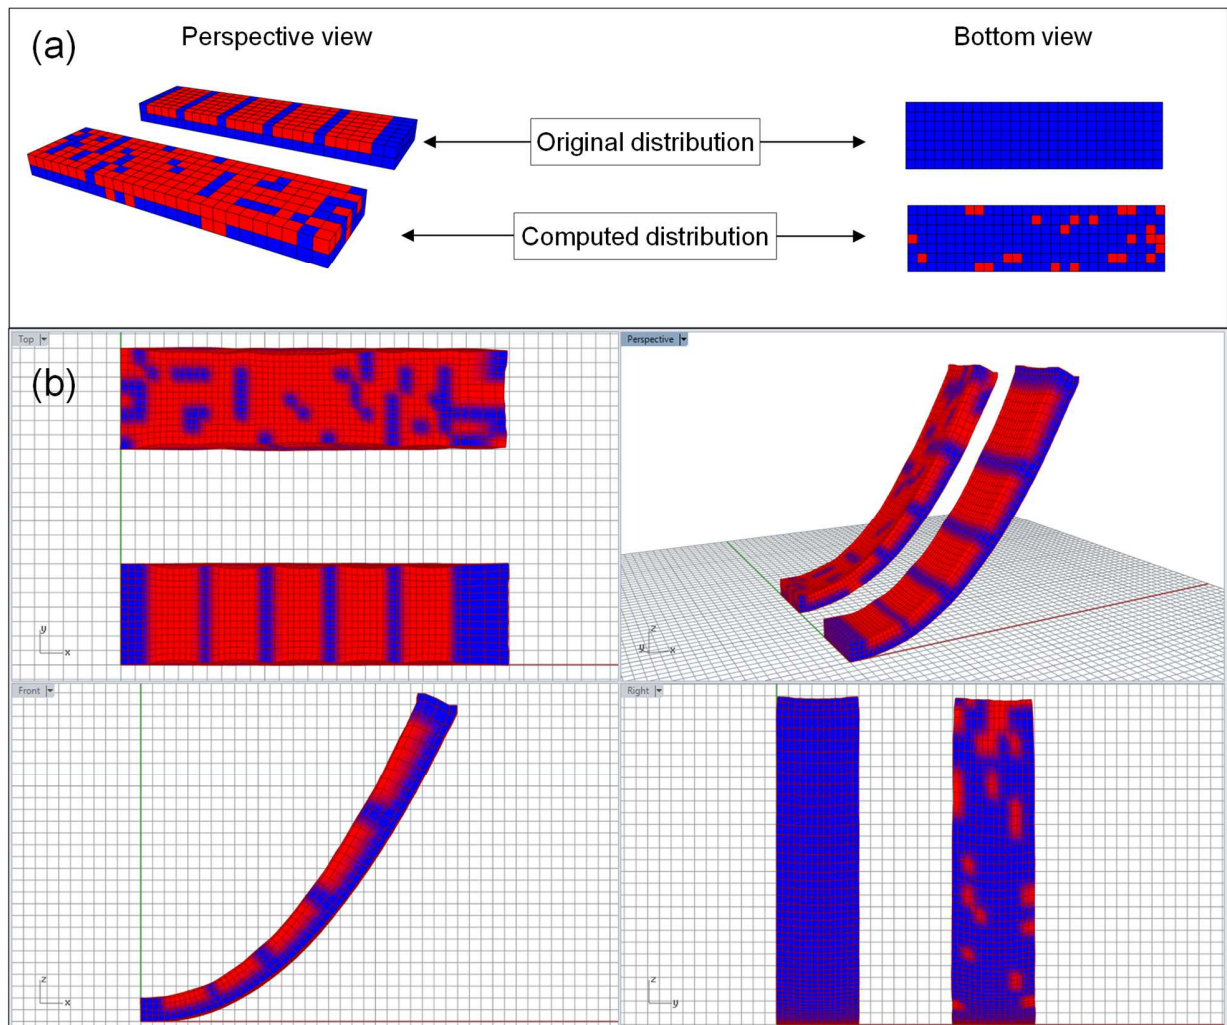 (a)
Perspective view
Bottom view
Original distribution
Computed distribution
Top
(b)
y
x
Perspective
z
y
x
Front
z
x
Right
z
y